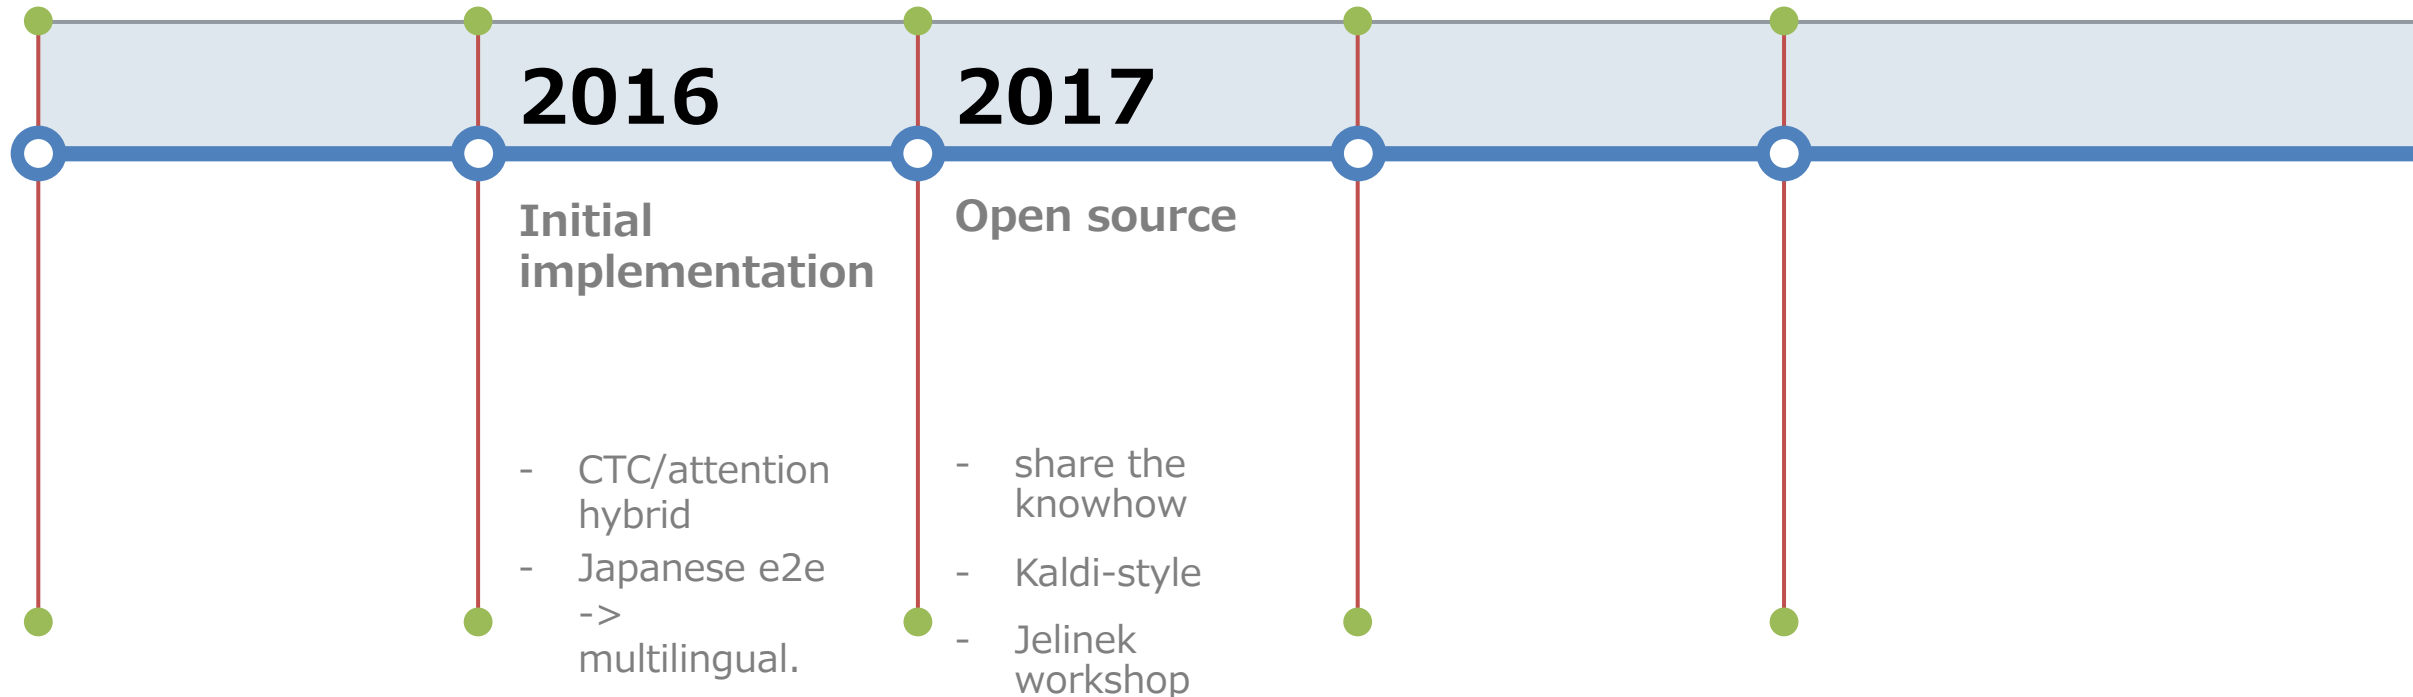 2016
Initial
implementation
- CTC/attention
hybrid
- Japanese e2e
->
multilingual.
2017
Open source
- share the
knowhow
- Kaldi-style
- Jelinek
workshop